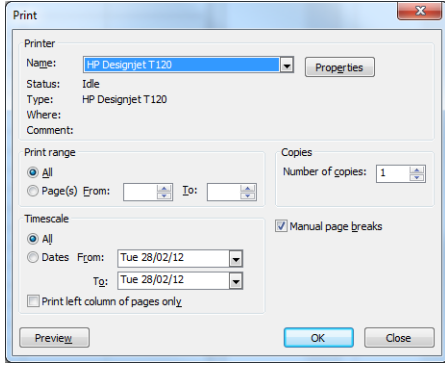 Print
Printer
Name: HP Designjet T120 Properties
Status: Idle
Type: HP Designjet T120
Where:
Comment:
Print range
All
Page(s) From: To:
Copies
Number of copies: 1
Timescale
All
Dates From: Tue 28/02/12
To: Tue 28/02/12
Print left column of pages only
Manual page breaks
Preview OK Close